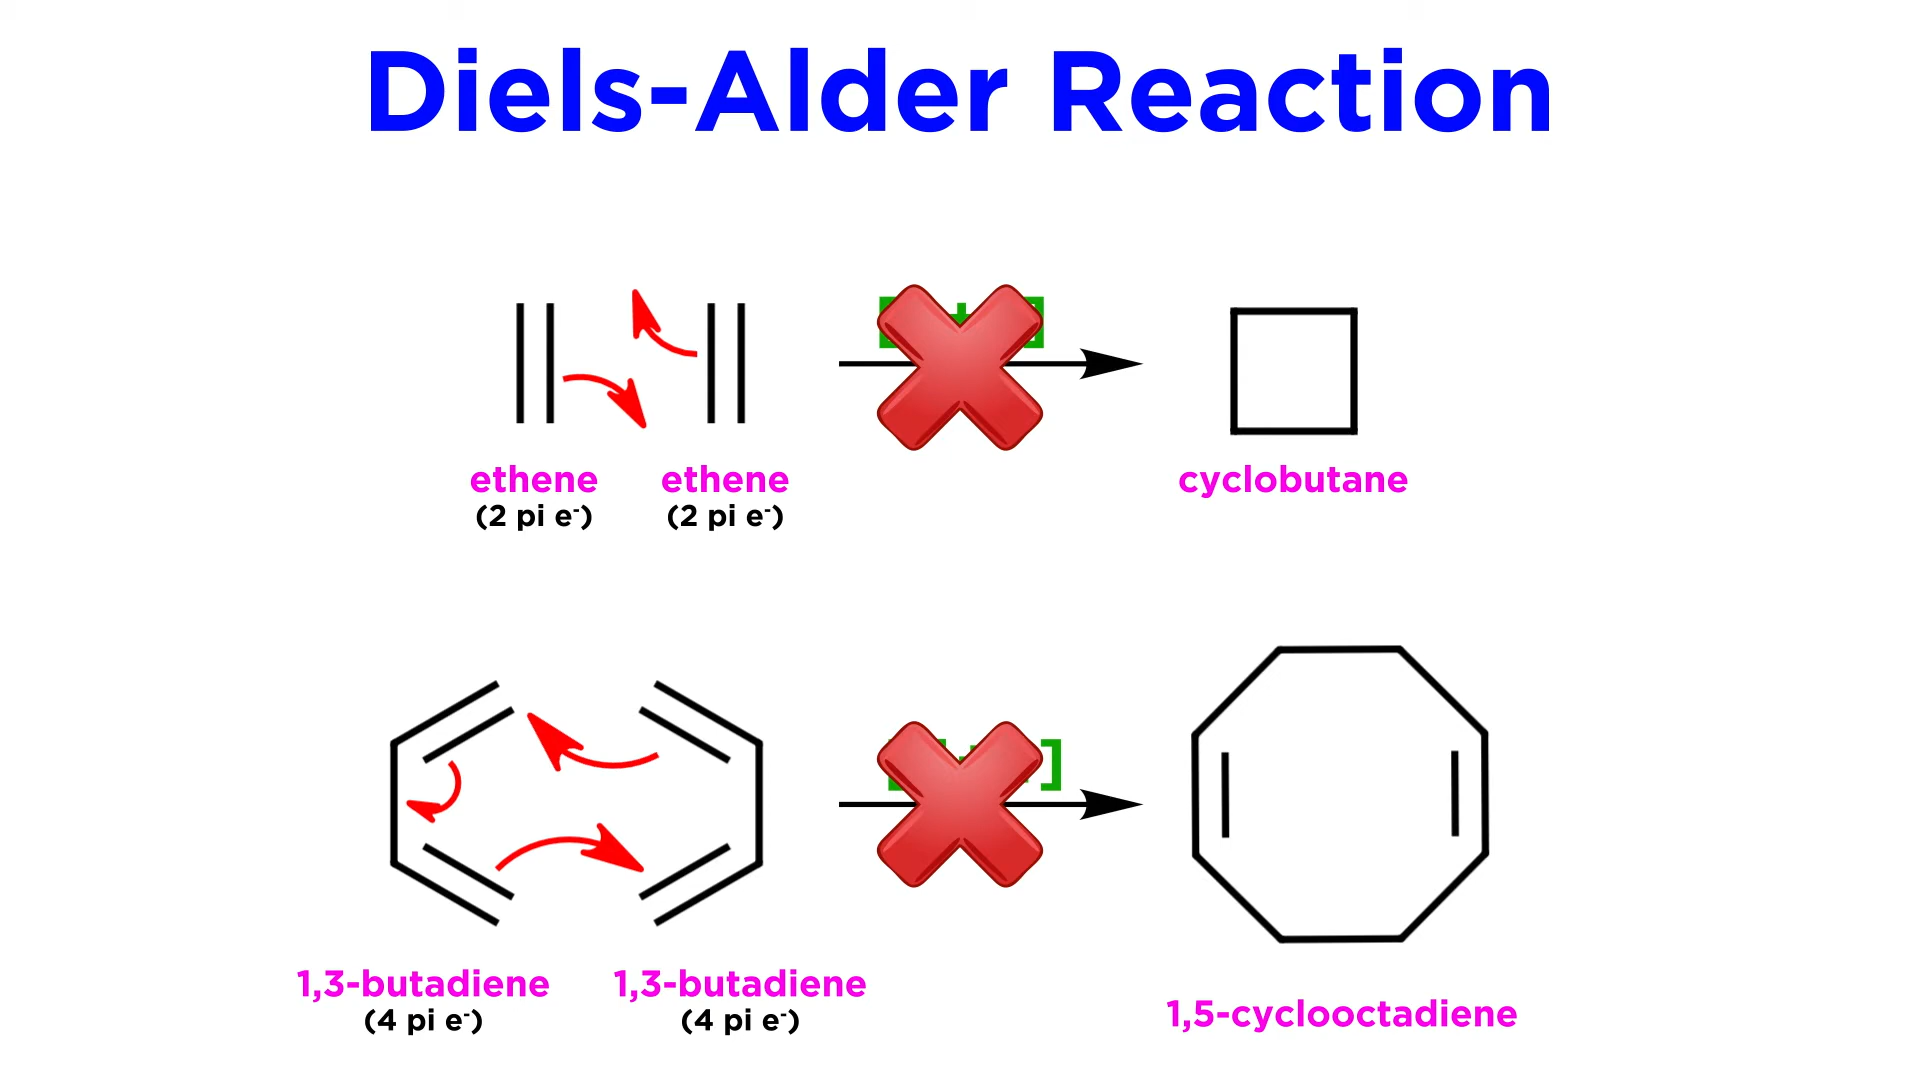 Diels-Alder Reaction
ethene ethene cyclobutane
(2 pi e⁻) (2 pi e⁻)
1,3-butadiene 1,3-butadiene
(4 pi e⁻) (4 pi e⁻)
1,5-cyclooctadiene